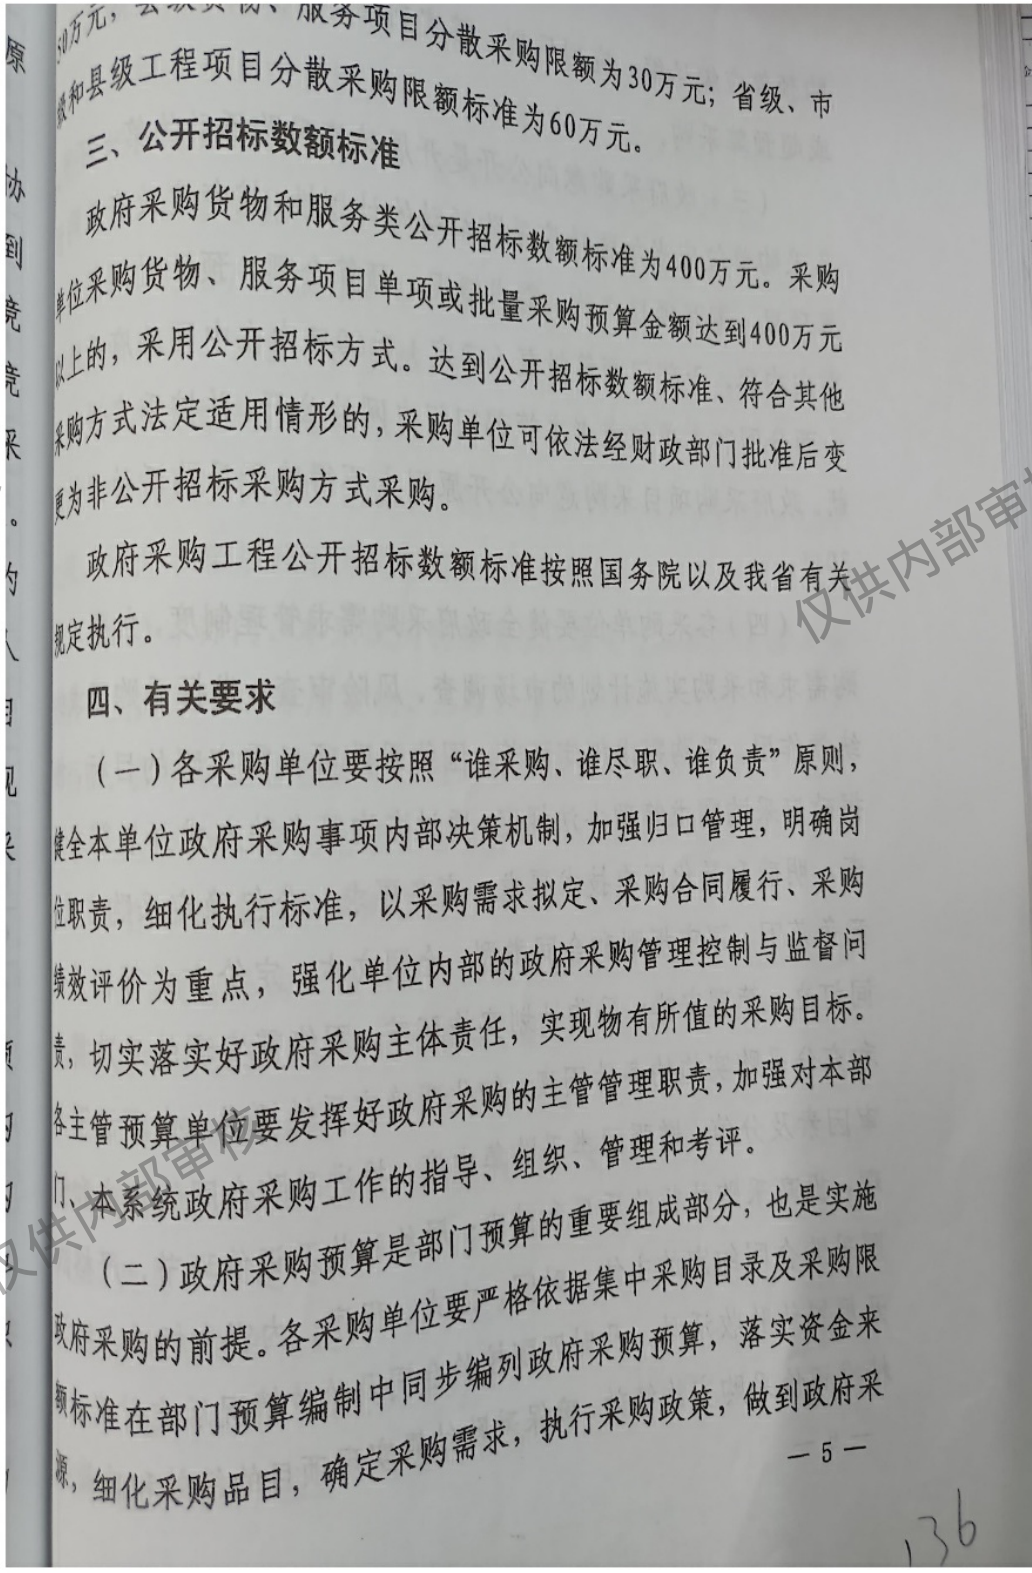 50万元，县级货物、服务项目分散采购限额为30万元；省级、市
级和县级工程项目分散采购限额标准为60万元。
三、公开招标数额标准
政府采购货物和服务类公开招标数额标准为400万元。采购
单位采购货物、服务项目单项或批量采购预算金额达到400万元
以上的，采用公开招标方式。达到公开招标数额标准、符合其他
采购方式法定适用情形的，采购单位可依法经财政部门批准后变
更为非公开招标采购方式采购。
政府采购工程公开招标数额标准按照国务院以及我省有关
规定执行。
四、有关要求
（一）各采购单位要按照“谁采购、谁尽职、谁负责”原则，
健全本单位政府采购事项内部决策机制，加强归口管理，明确岗
位职责，细化执行标准，以采购需求拟定、采购合同履行、采购
绩效评价为重点，强化单位内部的政府采购管理控制与监督问
责，切实落实好政府采购主体责任，实现物有所值的采购目标。
各主管预算单位要发挥好政府采购的主管管理职责，加强对本部
门、本系统政府采购工作的指导、组织、管理和考评。
（二）政府采购预算是部门预算的重要组成部分，也是实施
政府采购的前提。各采购单位要严格依据集中采购目录及采购限
额标准在部门预算编制中同步编列政府采购预算，落实资金来
源，细化采购品目，确定采购需求，执行采购政策，做到政府采
— 5 —
136
仅供内部审核
仅供内部审核